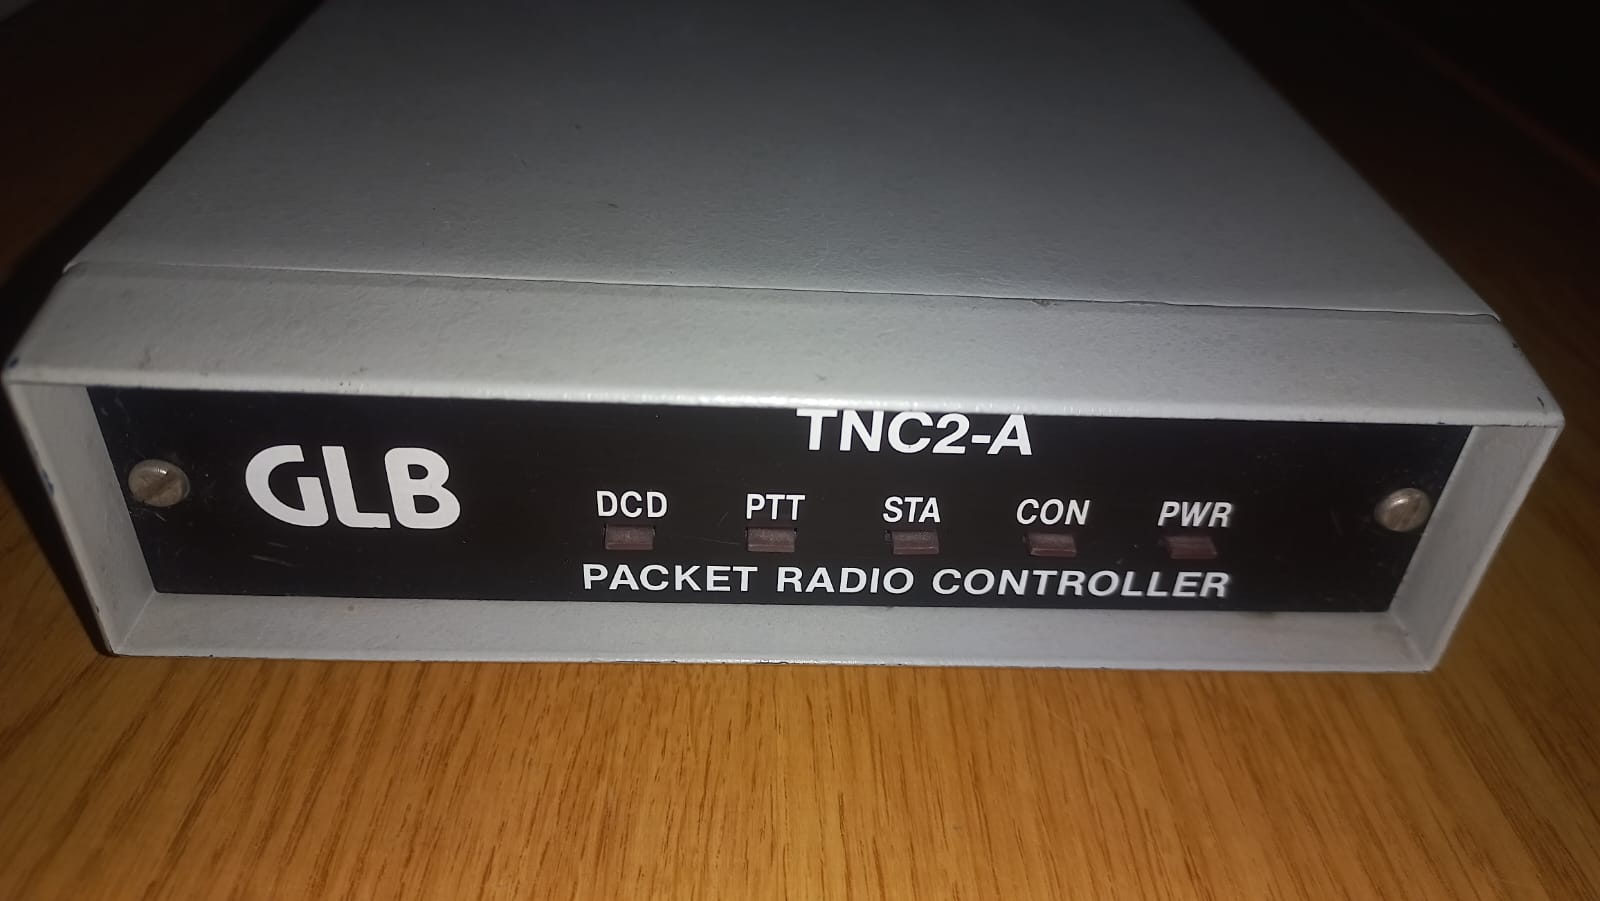 TNC2-A
GLB
DCD PTT STA CON PWR
PACKET RADIO CONTROLLER